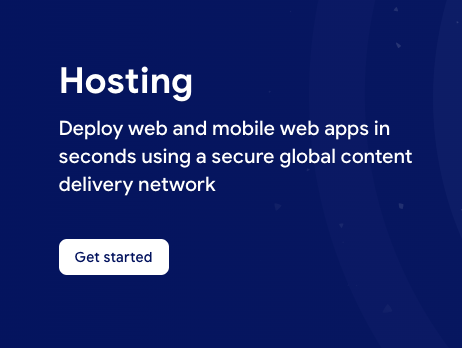 Hosting
Deploy web and mobile web apps in
seconds using a secure global content
delivery network
Get started